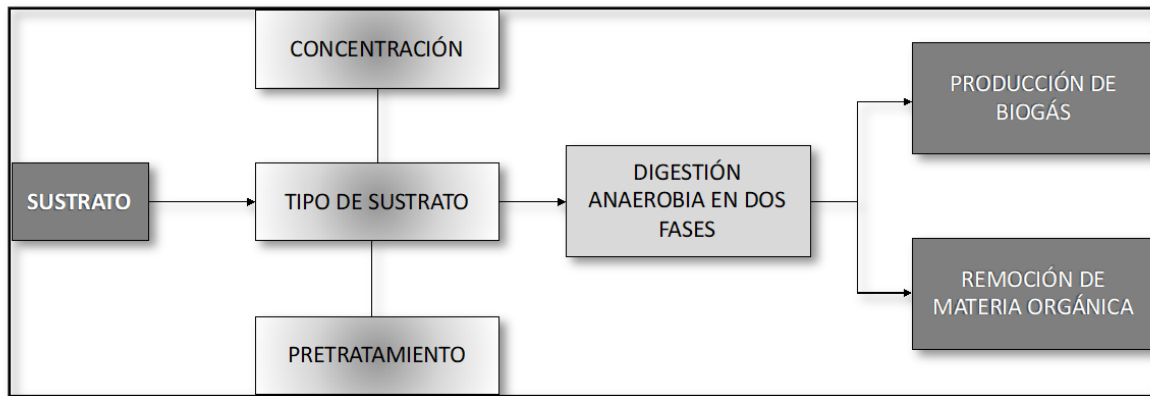 CONCENTRACIÓN
SUSTRATO
TIPO DE SUSTRATO
PRETRATAMIENTO
DIGESTIÓN
ANAEROBIA EN DOS
FASES
PRODUCCIÓN DE
BIOGÁS
REMOCIÓN DE
MATERIA ORGÁNICA